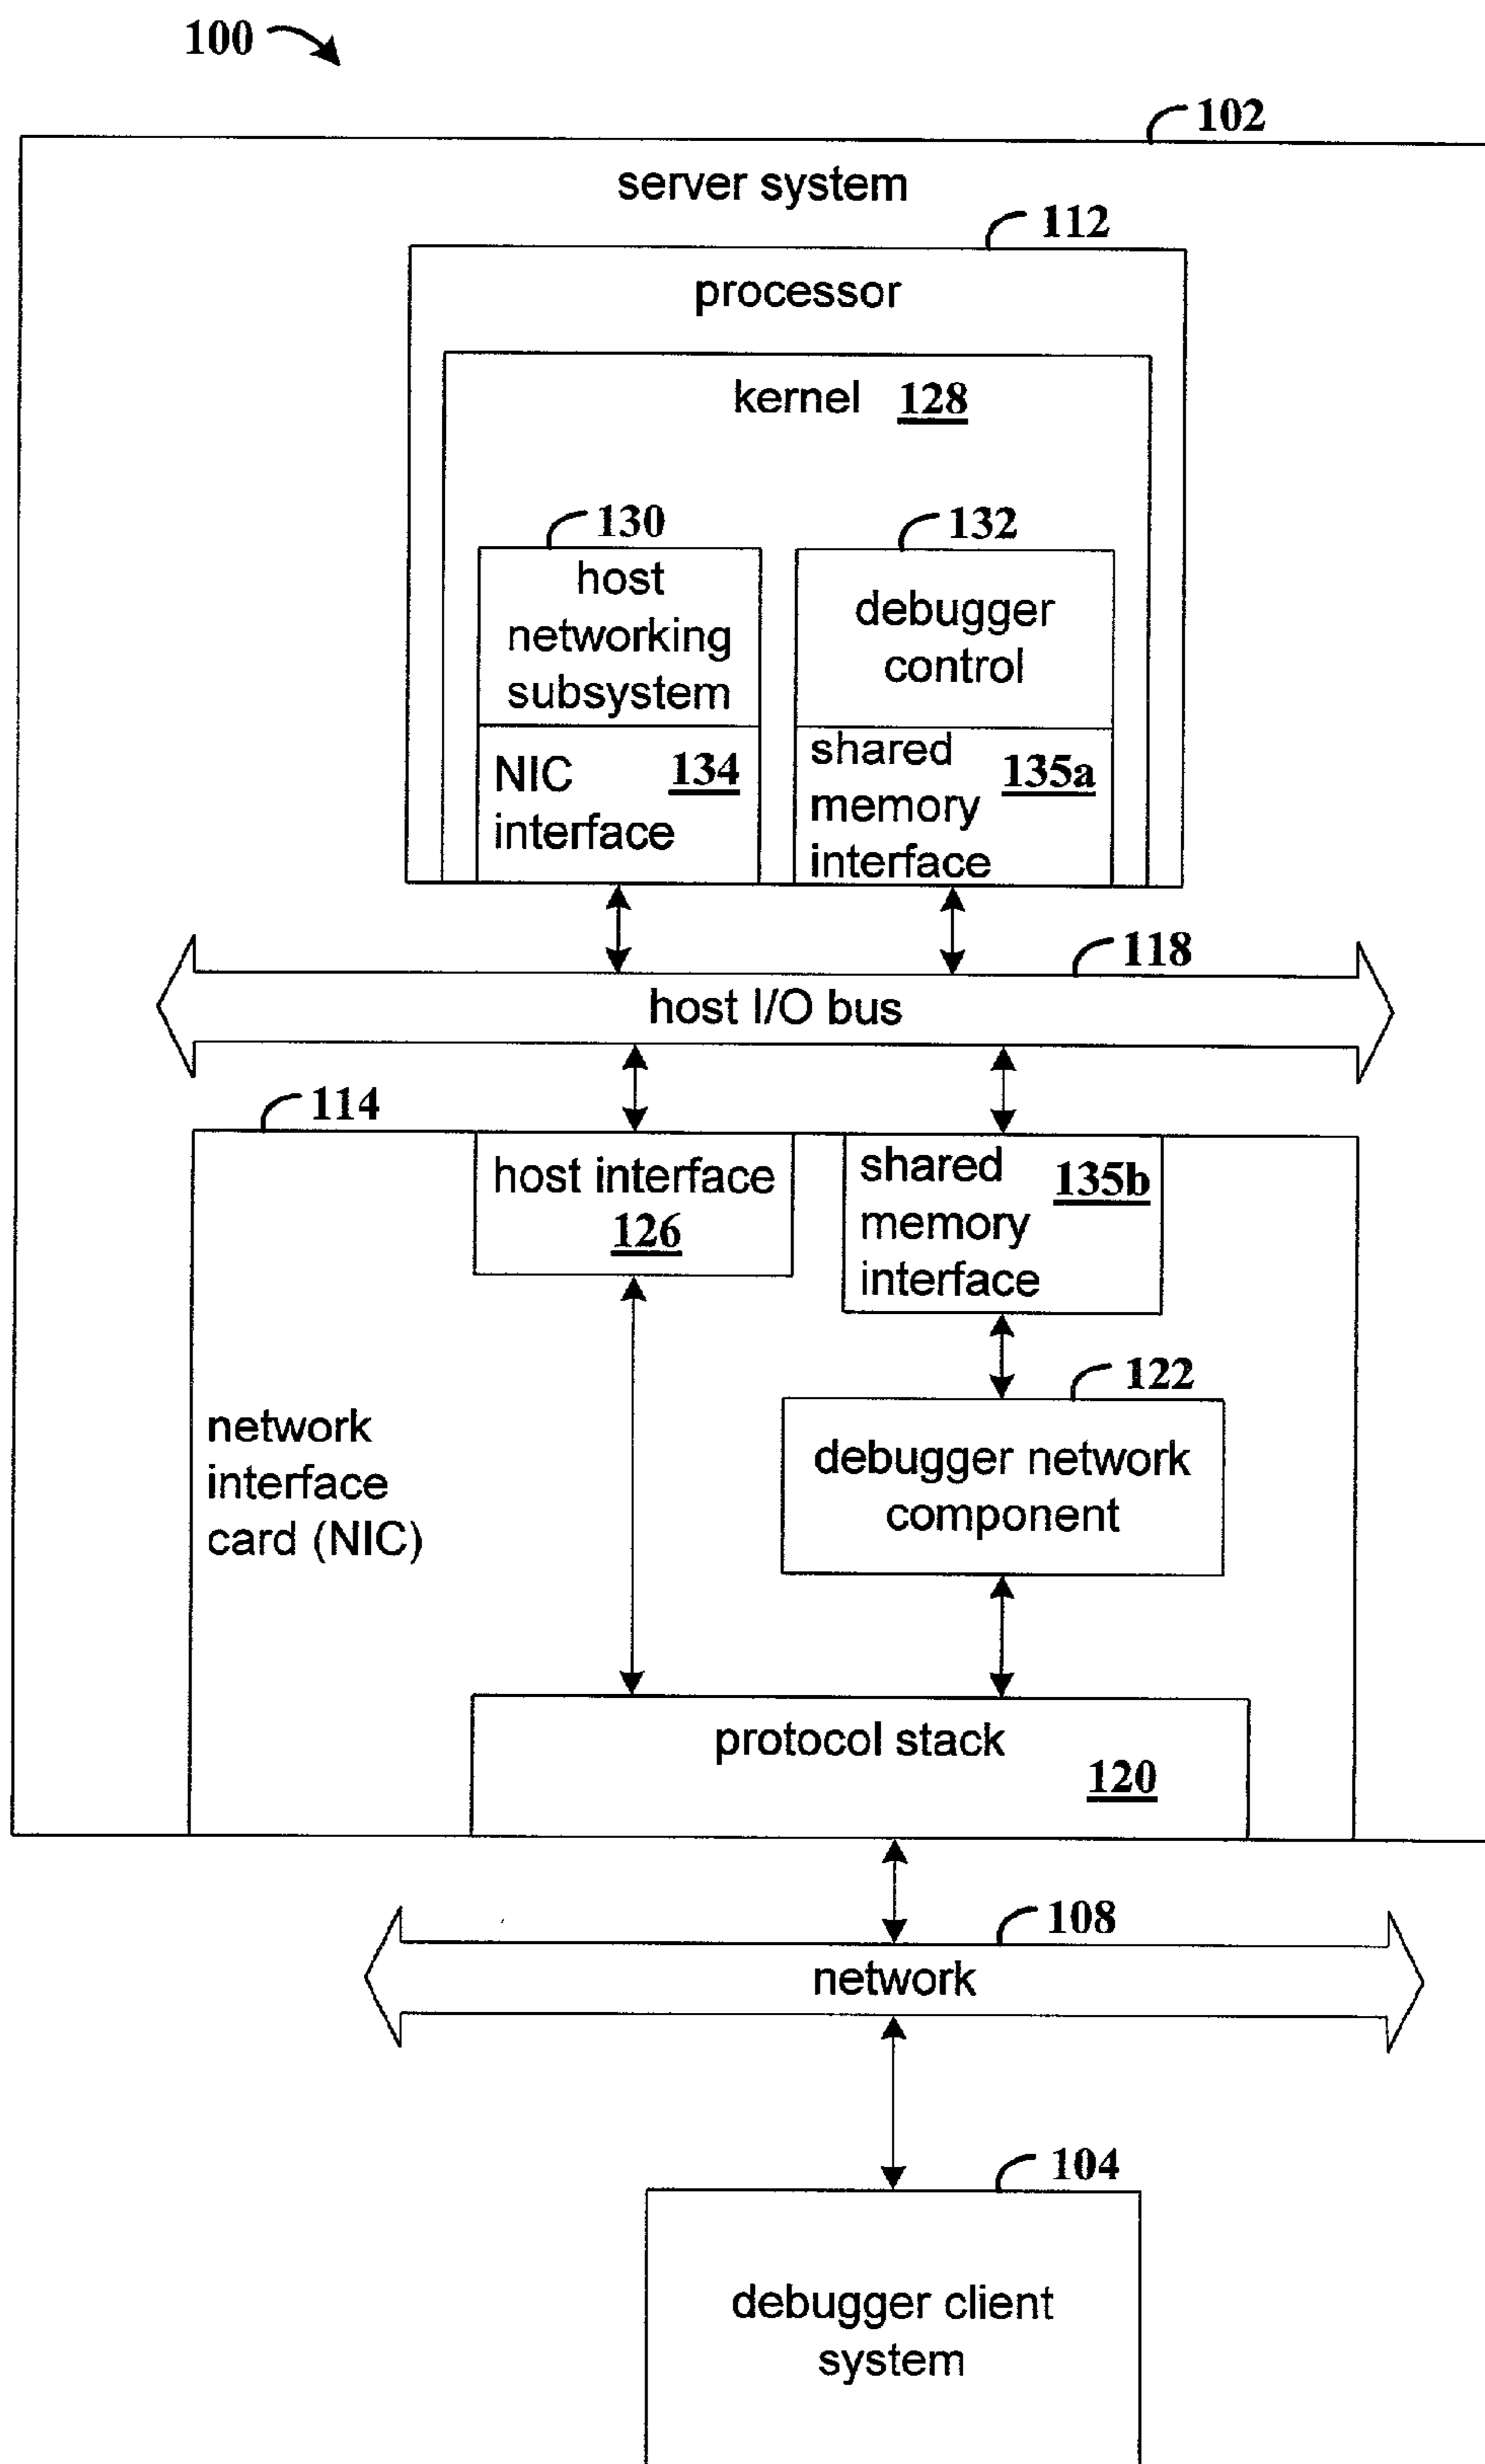 100
102
server system
112
processor
kernel 128
130
132
host
networking
subsystem
debugger
control
NIC
interface
134
shared
memory
interface
135a
118
host I/O bus
114
host interface
126
shared
memory
interface
135b
122
network
interface
card (NIC)
debugger network
component
protocol stack
120
108
network
104
debugger client
system